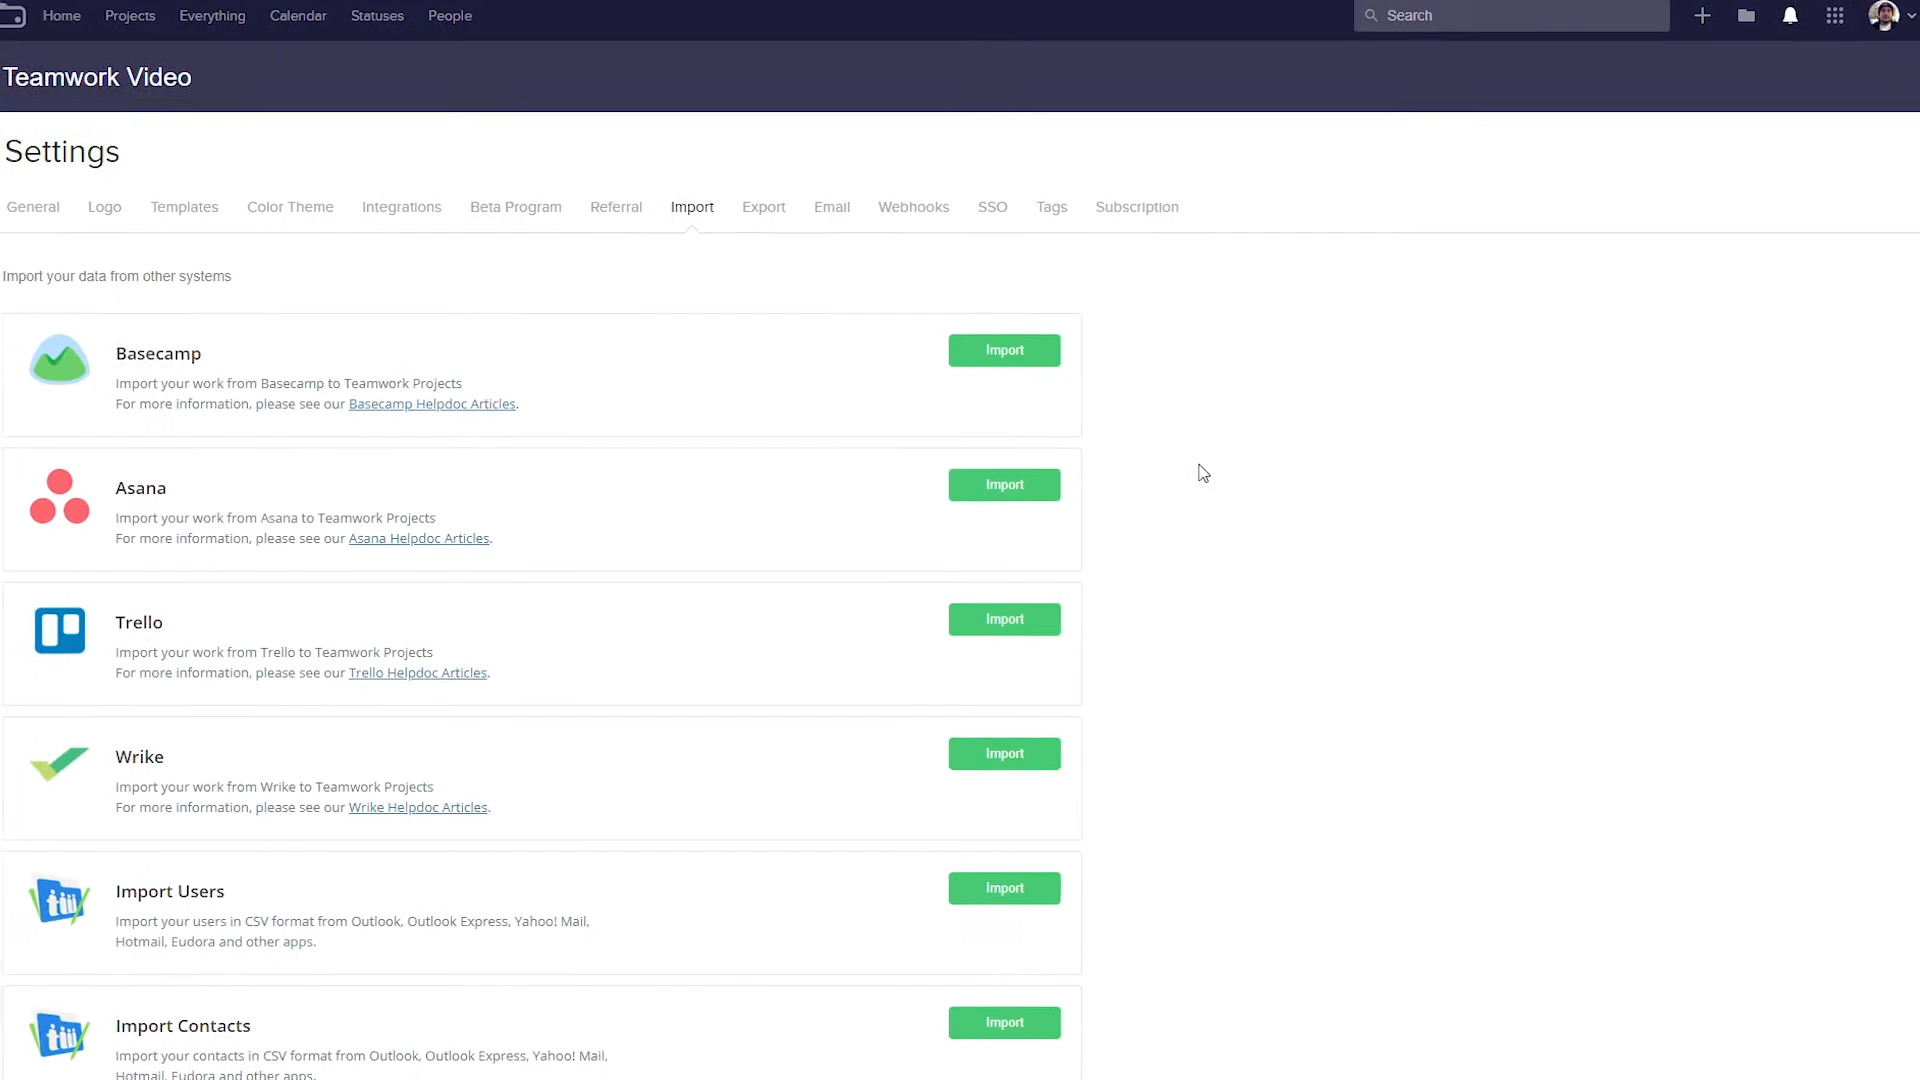 Home Projects Everything Calendar Statuses People Search
Teamwork Video
Settings
General Logo Templates Color Theme Integrations Beta Program Referral Import Export Email Webhooks SSO Tags Subscription
Import your data from other systems
Basecamp
Import
Import your work from Basecamp to Teamwork Projects
For more information, please see our Basecamp Helpdoc Articles.
Asana
Import
Import your work from Asana to Teamwork Projects
For more information, please see our Asana Helpdoc Articles.
Trello
Import
Import your work from Trello to Teamwork Projects
For more information, please see our Trello Helpdoc Articles.
Wrike
Import
Import your work from Wrike to Teamwork Projects
For more information, please see our Wrike Helpdoc Articles.
Import Users
Import
Import your users in CSV format from Outlook, Outlook Express, Yahoo! Mail,
Hotmail, Eudora and other apps.
Import Contacts
Import
Import your contacts in CSV format from Outlook, Outlook Express, Yahoo! Mail,
Hotmail, Eudora and other apps.